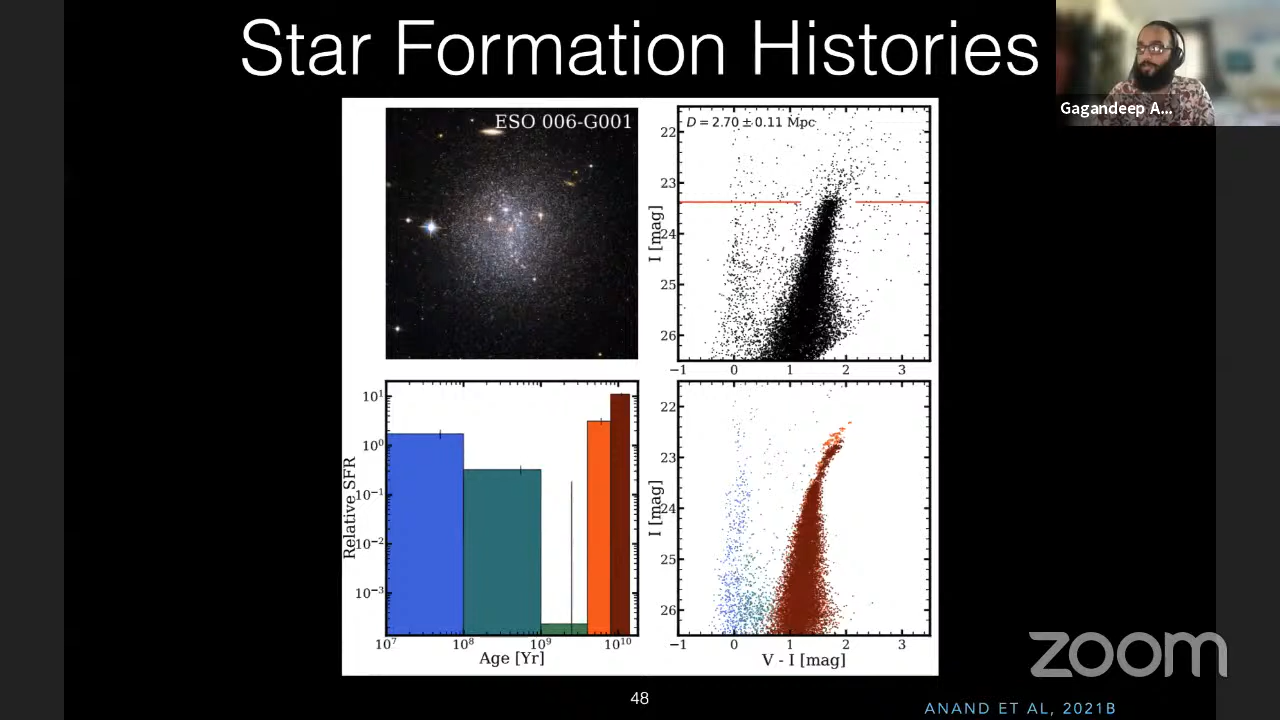 Star Formation Histories
Gagandeep A...
ESO 006-G001
D = 2.70 ± 0.11 Mpc
I [mag]
22
23
24
25
26
−1 0 1 2 3
Relative SFR
10¹
10⁰
10⁻¹
10⁻²
10⁻³
10⁷ 10⁸ 10⁹ 10¹⁰
Age [Yr]
I [mag]
22
23
24
25
26
−1 0 1 2 3
V - I [mag]
zoom
48
ANAND ET AL, 2021B